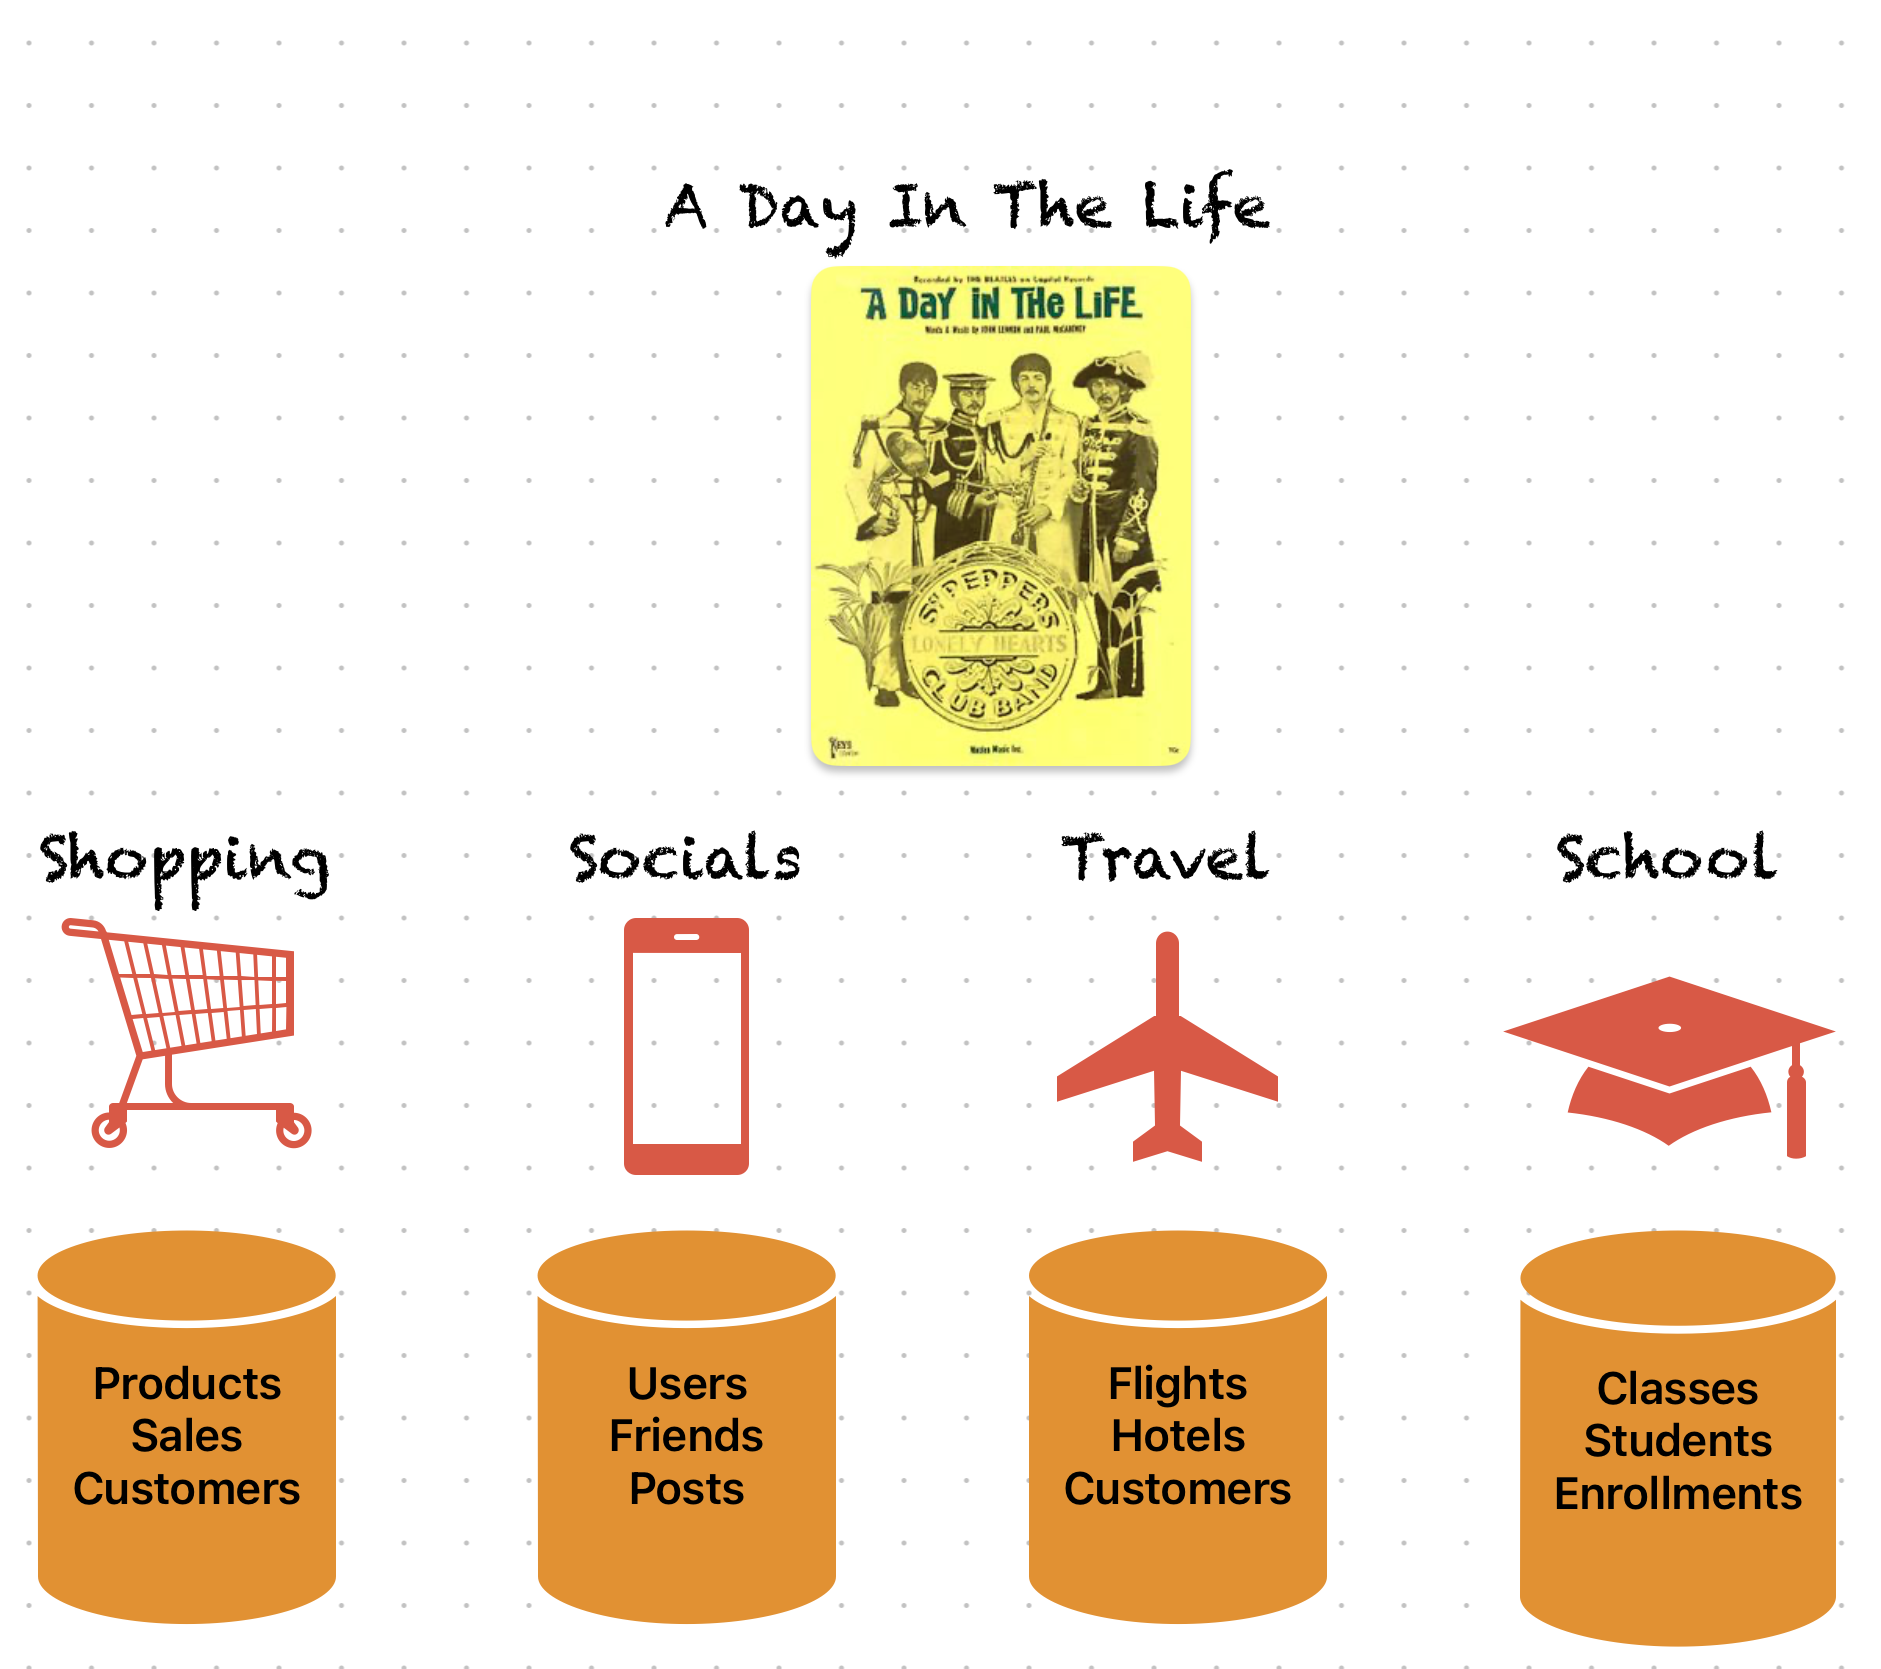 A Day In The Life
Recorded by THE BEATLES on Capitol Records
A DaY iN THe LiFE
Words & Music by JOHN LENNON and PAUL McCARTNEY
SGT PEPPERS
LONELY HEARTS
CLUB BAND
KEYS
Maclen Music Inc.
Shopping
Socials
Travel
School
Products
Sales
Customers
Users
Friends
Posts
Flights
Hotels
Customers
Classes
Students
Enrollments